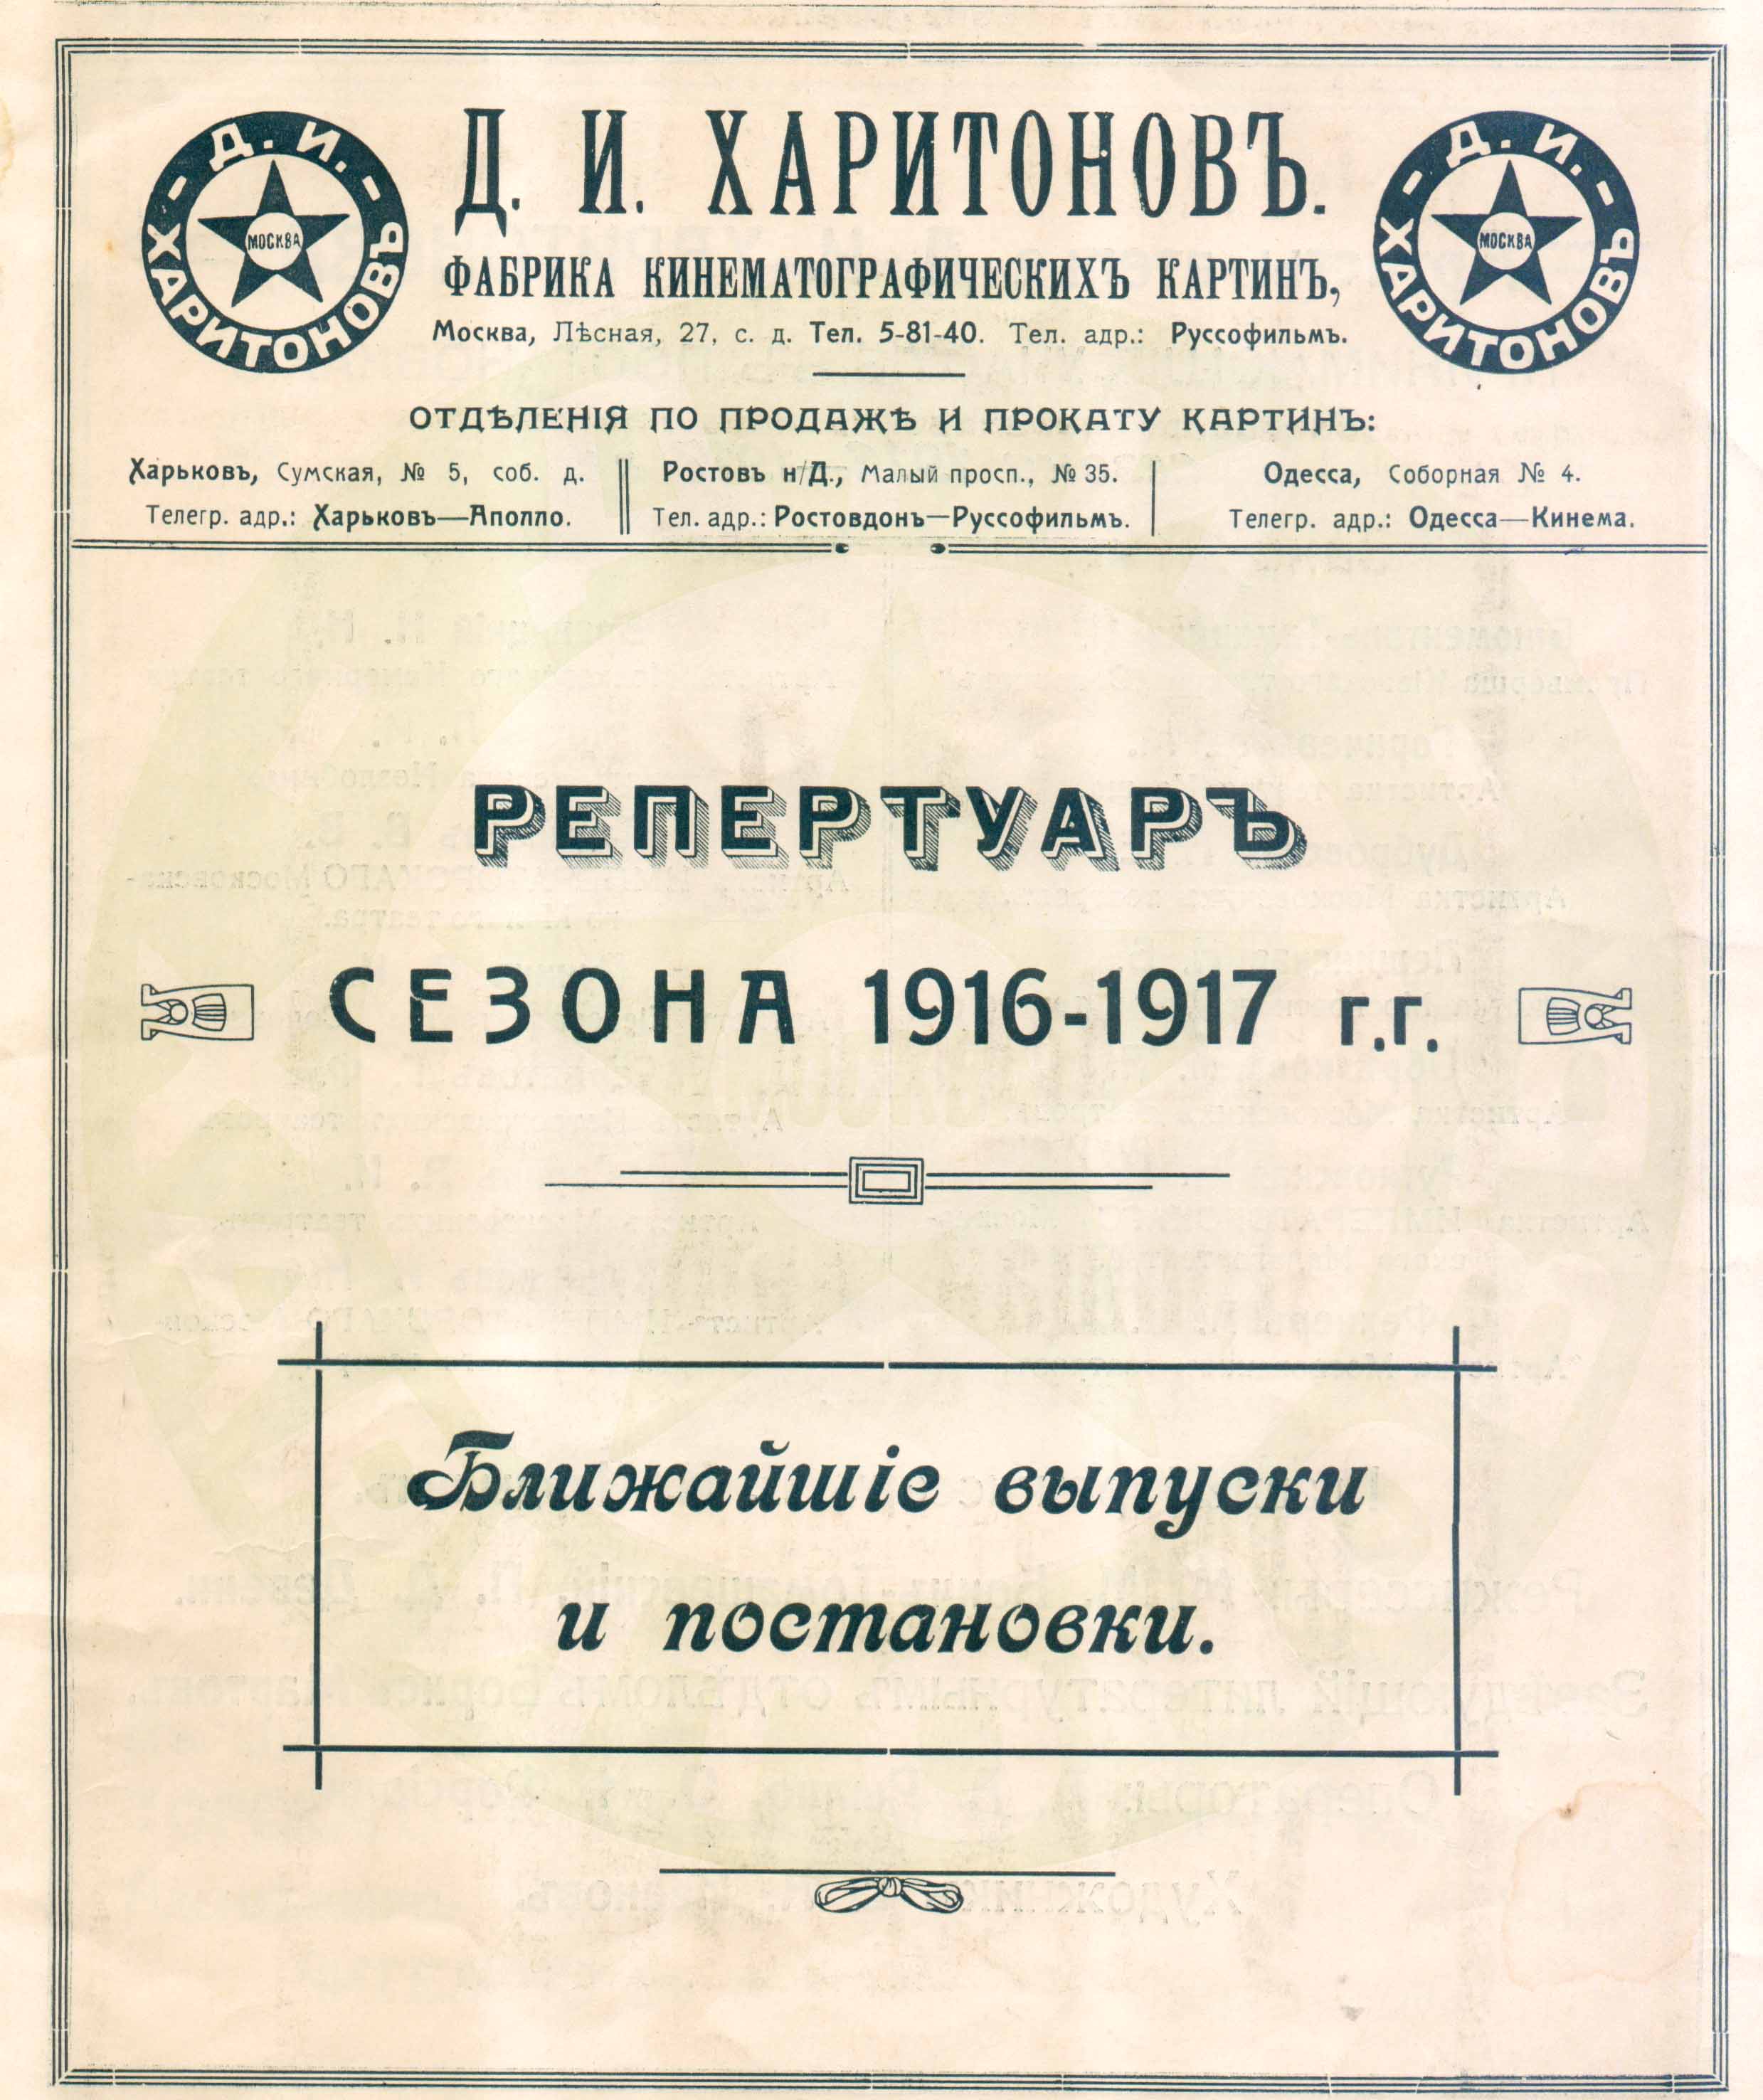 Д. И. ХАРИТОНОВЪ
МОСКВА
Д. И. ХАРИТОНОВЪ.
ФАБРИКА КИНЕМАТОГРАФИЧЕСКИХЪ КАРТИНЪ,
Москва, Лѣсная, 27, с. д. Тел. 5-81-40. Тел. адр.: Руссофильмъ.
Д. И. ХАРИТОНОВЪ
МОСКВА
ОТДѢЛЕНІЯ ПО ПРОДАЖѢ И ПРОКАТУ КАРТИНЪ:
Харьковъ, Сумская, № 5, соб. д.
Телегр. адр.: Харьковъ—Аполло.
Ростовъ н/Д., Малый просп., № 35.
Тел. адр.: Ростовдонъ—Руссофильмъ.
Одесса, Соборная № 4.
Телегр. адр.: Одесса—Кинема.
РЕПЕРТУАРЪ
СЕЗОНА 1916-1917 г.г.
Ближайшіе выпуски
и постановки.